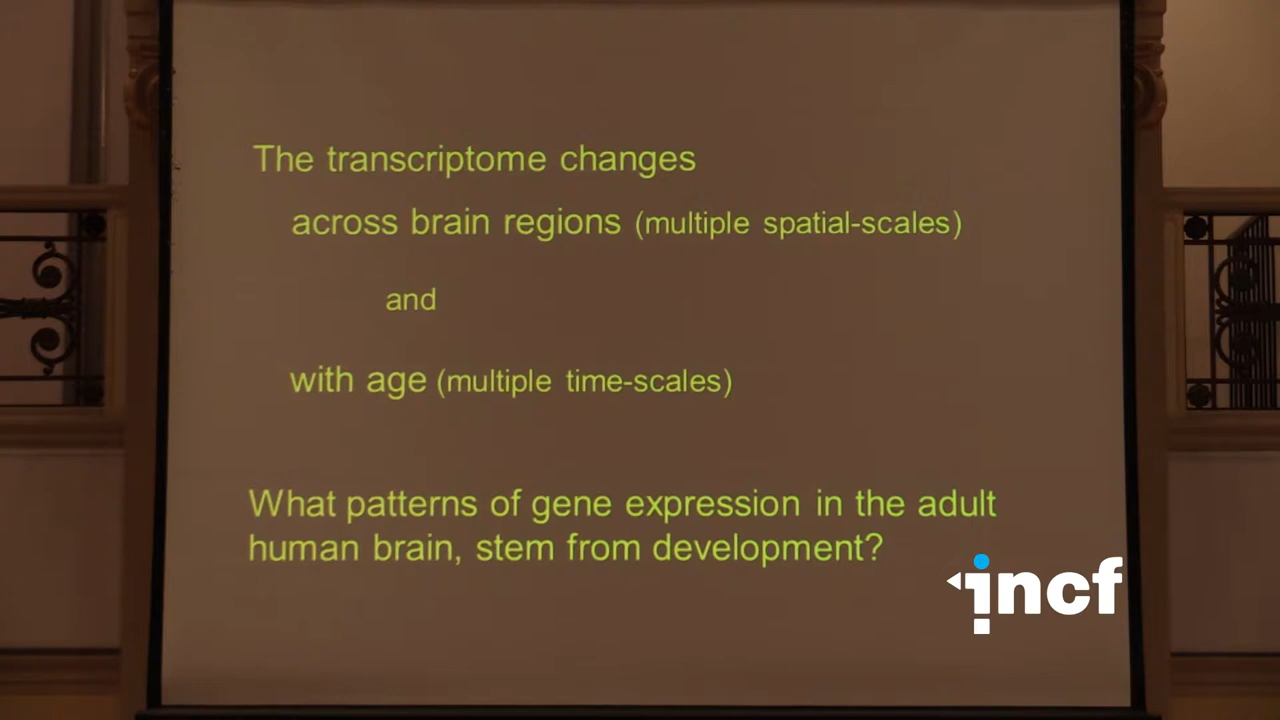 The transcriptome changes
across brain regions (multiple spatial-scales)
and
with age (multiple time-scales)
What patterns of gene expression in the adult
human brain, stem from development?
incf